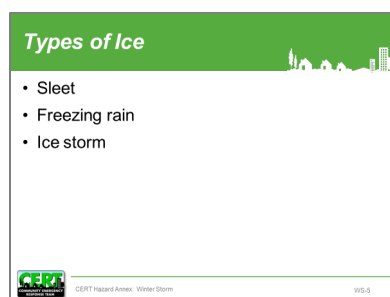 Types of Ice
• Sleet
• Freezing rain
• Ice storm
CERT
COMMUNITY EMERGENCY
RESPONSE TEAM
CERT Hazard Annex: Winter Storm
WS-5